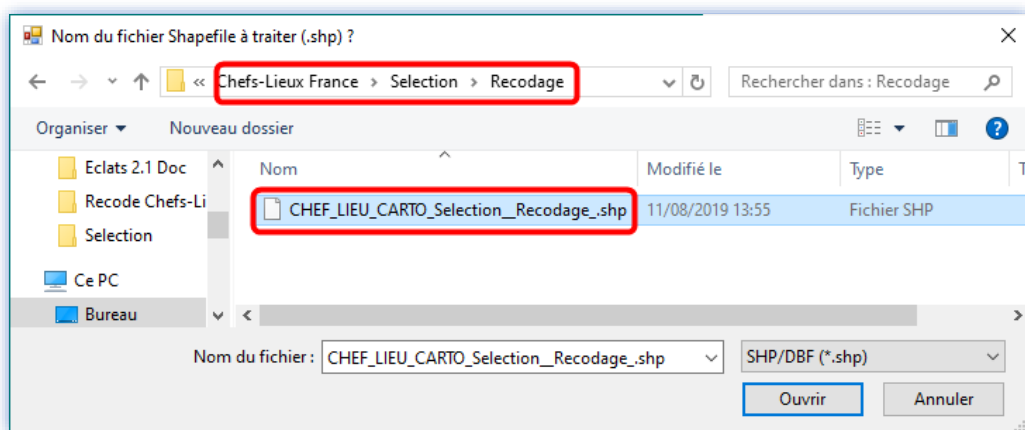 Nom du fichier Shapefile à traiter (.shp) ?
« Chefs-Lieux France > Selection > Recodage
Rechercher dans : Recodage
Organiser
Nouveau dossier
Nom
Modifié le
Type
T
Eclats 2.1 Doc
Recode Chefs-Li
Selection
Ce PC
Bureau
CHEF_LIEU_CARTO_Selection__Recodage_.shp
11/08/2019 13:55
Fichier SHP
Nom du fichier :
CHEF_LIEU_CARTO_Selection__Recodage_.shp
SHP/DBF (*.shp)
Ouvrir
Annuler